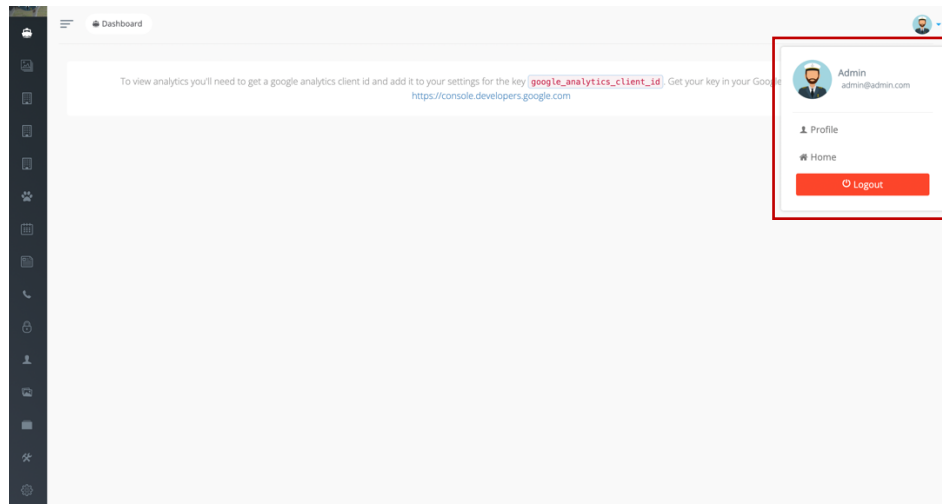 Dashboard
To view analytics you'll need to get a google analytics client id and add it to your settings for the key google_analytics_client_id. Get your key in your Google
https://console.developers.google.com
Admin
admin@admin.com
Profile
Home
Logout